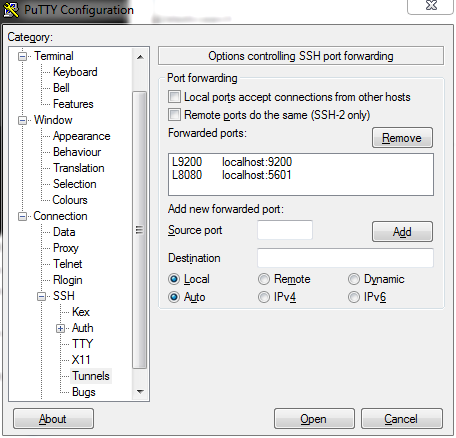 PuTTY Configuration
Category:
Terminal
Keyboard
Bell
Features
Window
Appearance
Behaviour
Translation
Selection
Colours
Connection
Data
Proxy
Telnet
Rlogin
SSH
Kex
Auth
TTY
X11
Tunnels
Bugs
Options controlling SSH port forwarding
Port forwarding
Local ports accept connections from other hosts
Remote ports do the same (SSH-2 only)
Forwarded ports:
Remove
L9200 localhost:9200
L8080 localhost:5601
Add new forwarded port:
Source port
Add
Destination
Local Remote Dynamic
Auto IPv4 IPv6
About Open Cancel